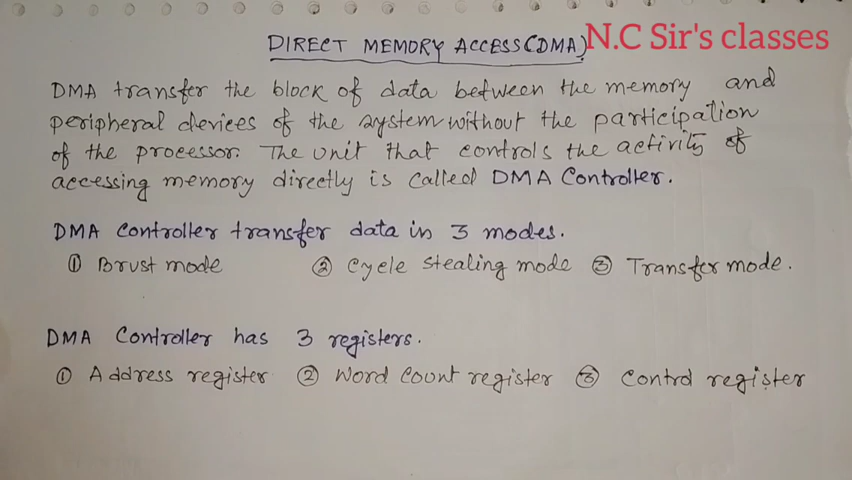 DIRECT MEMORY ACCESS(DMA) N.C Sir's classes
DMA transfer the block of data between the memory and
peripheral devices of the system without the participation
of the processor. The unit that controls the activity of
accessing memory directly is called DMA Controller.
DMA Controller transfer data in 3 modes.
① Brust mode ② Cycle Stealing mode ③ Transfer mode.
DMA Controller has 3 registers.
① Address register ② Word Count register ③ Control register